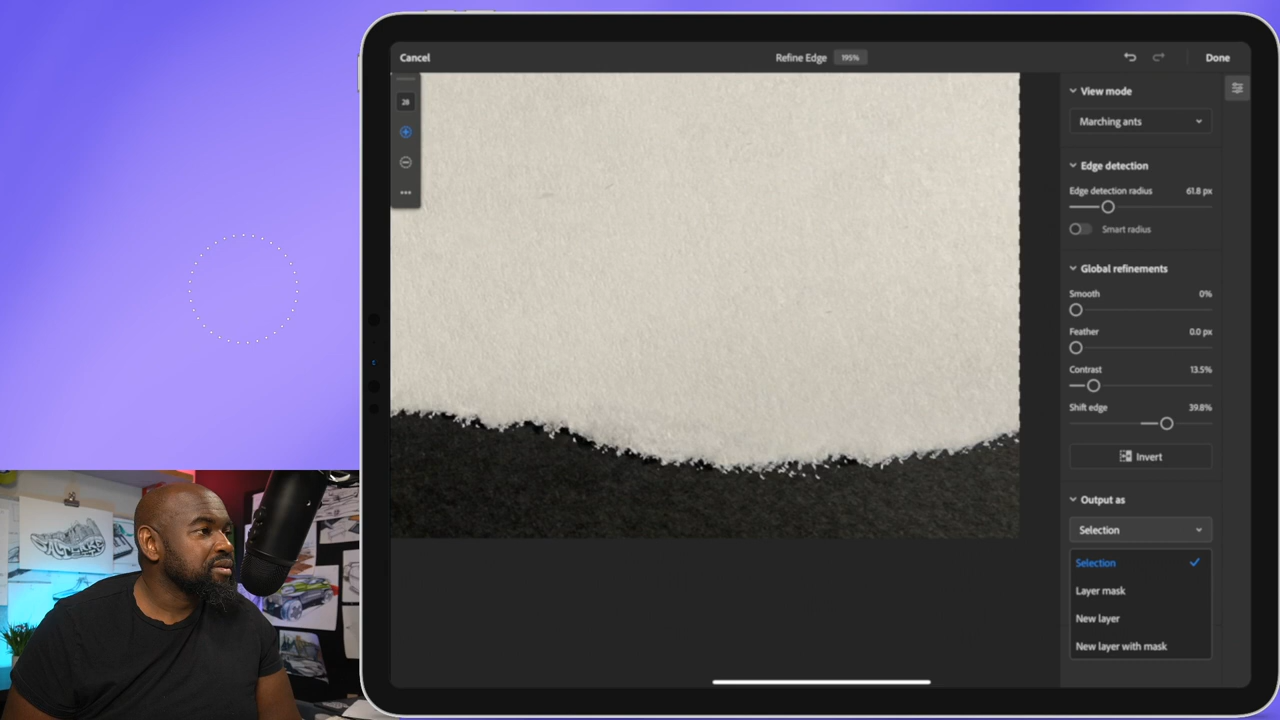 Cancel
Refine Edge 195%
Done
28
View mode
Marching ants
Edge detection
Edge detection radius 61.8 px
Smart radius
Global refinements
Smooth 0%
Feather 0.0 px
Contrast 13.5%
Shift edge 39.8%
Invert
Output as
Selection
Selection
Layer mask
New layer
New layer with mask